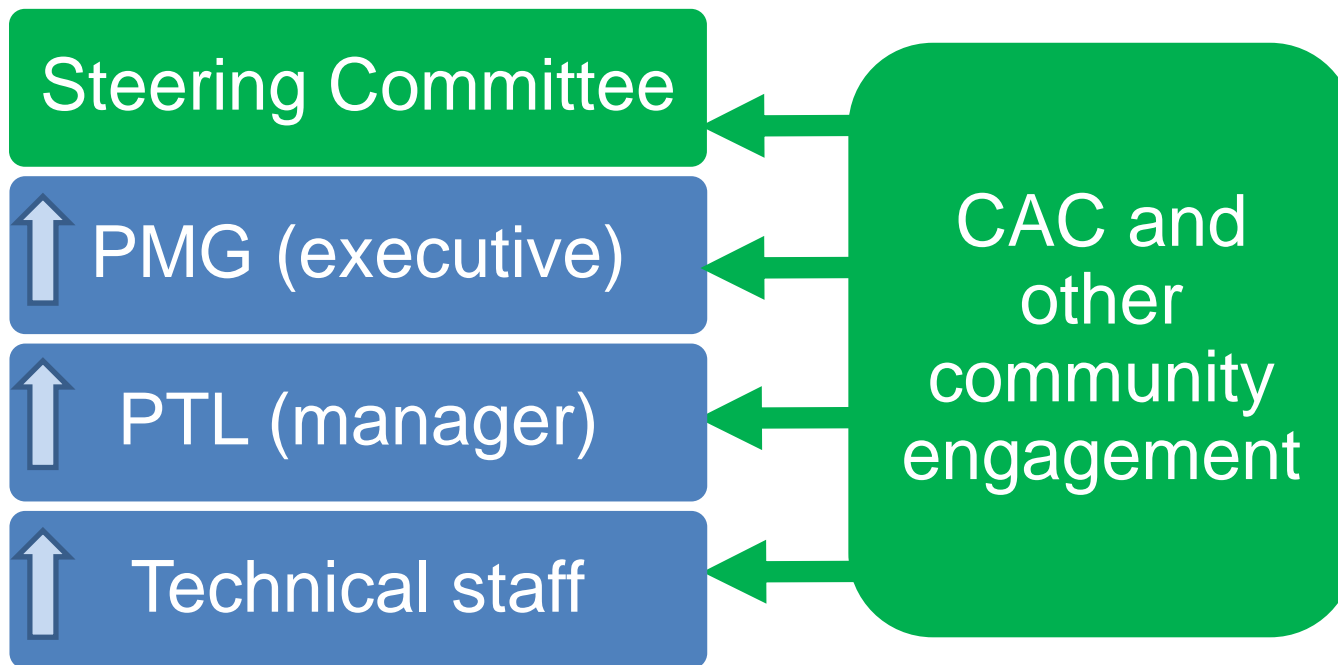 Steering Committee
PMG (executive)
PTL (manager)
Technical staff
CAC and
other
community
engagement